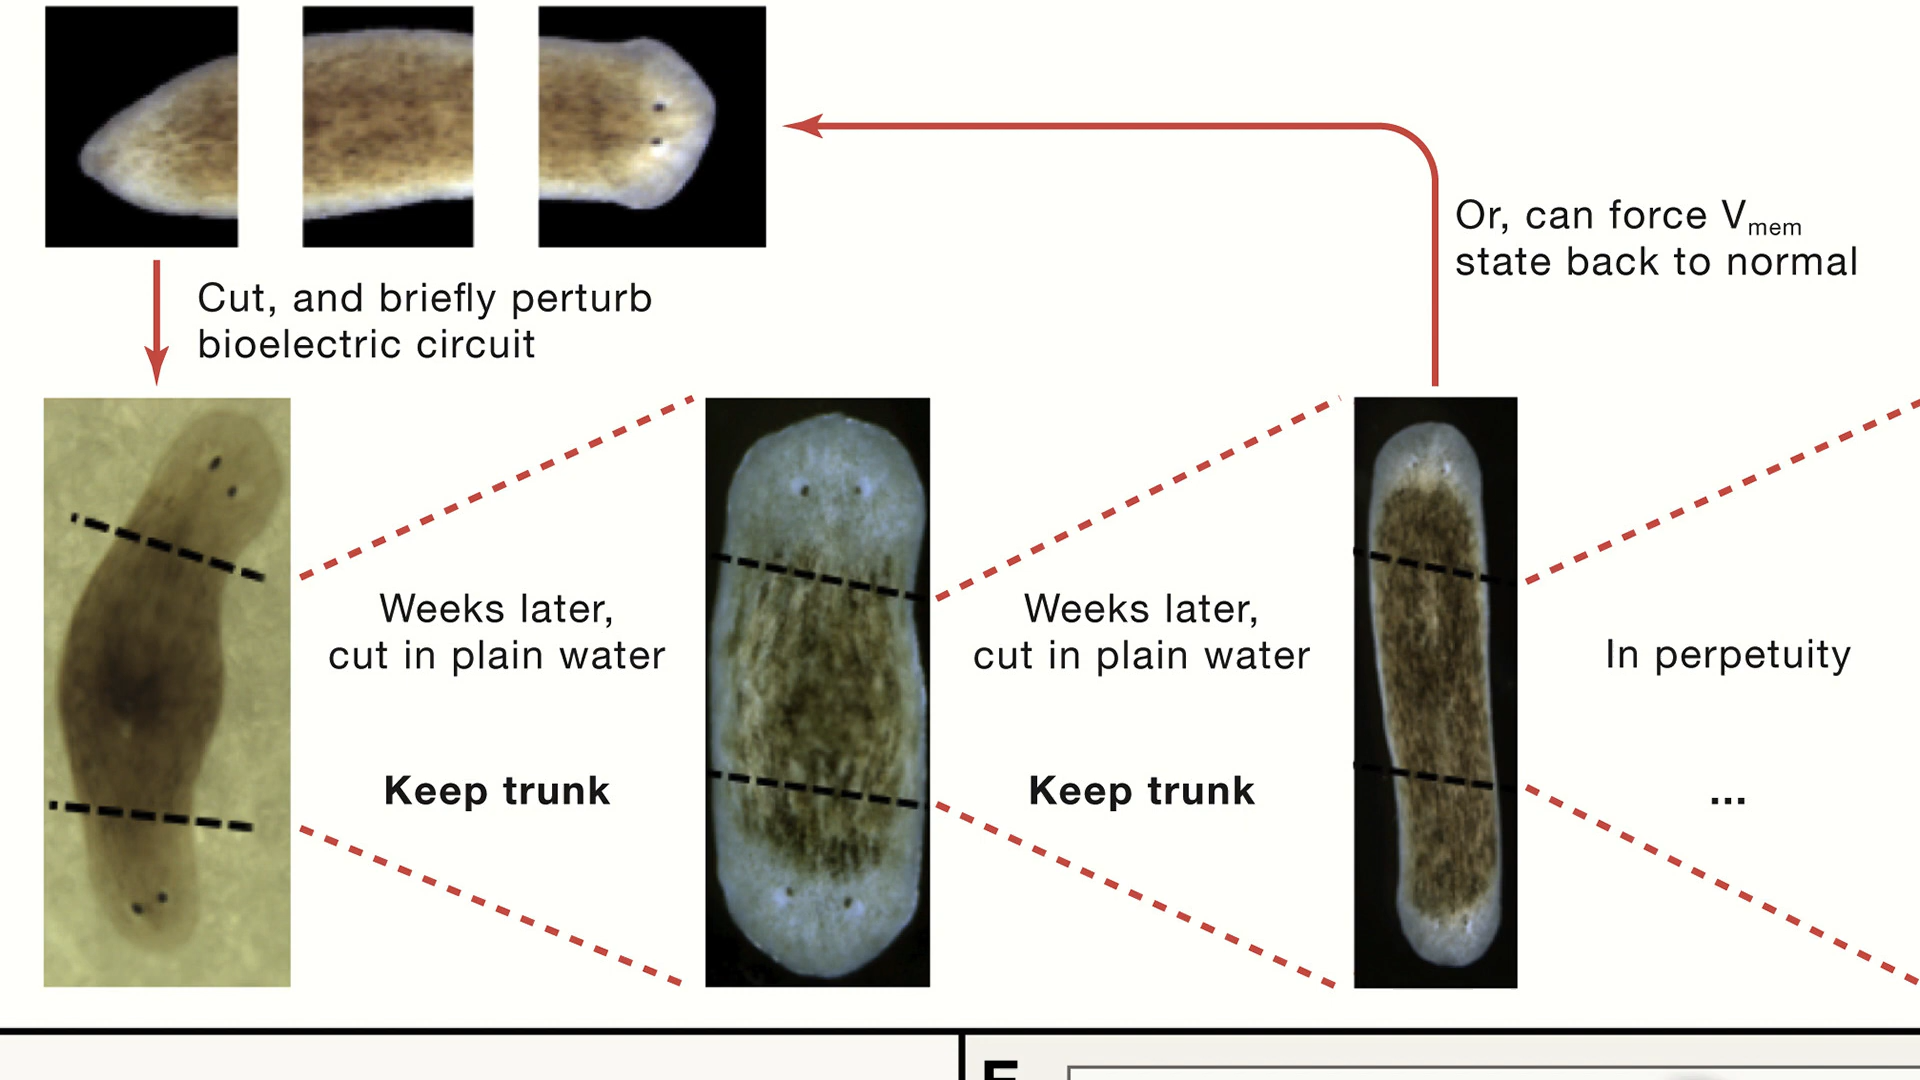 Cut, and briefly perturb
bioelectric circuit
Or, can force Vmem
state back to normal
Weeks later,
cut in plain water
Keep trunk
Weeks later,
cut in plain water
Keep trunk
In perpetuity
...